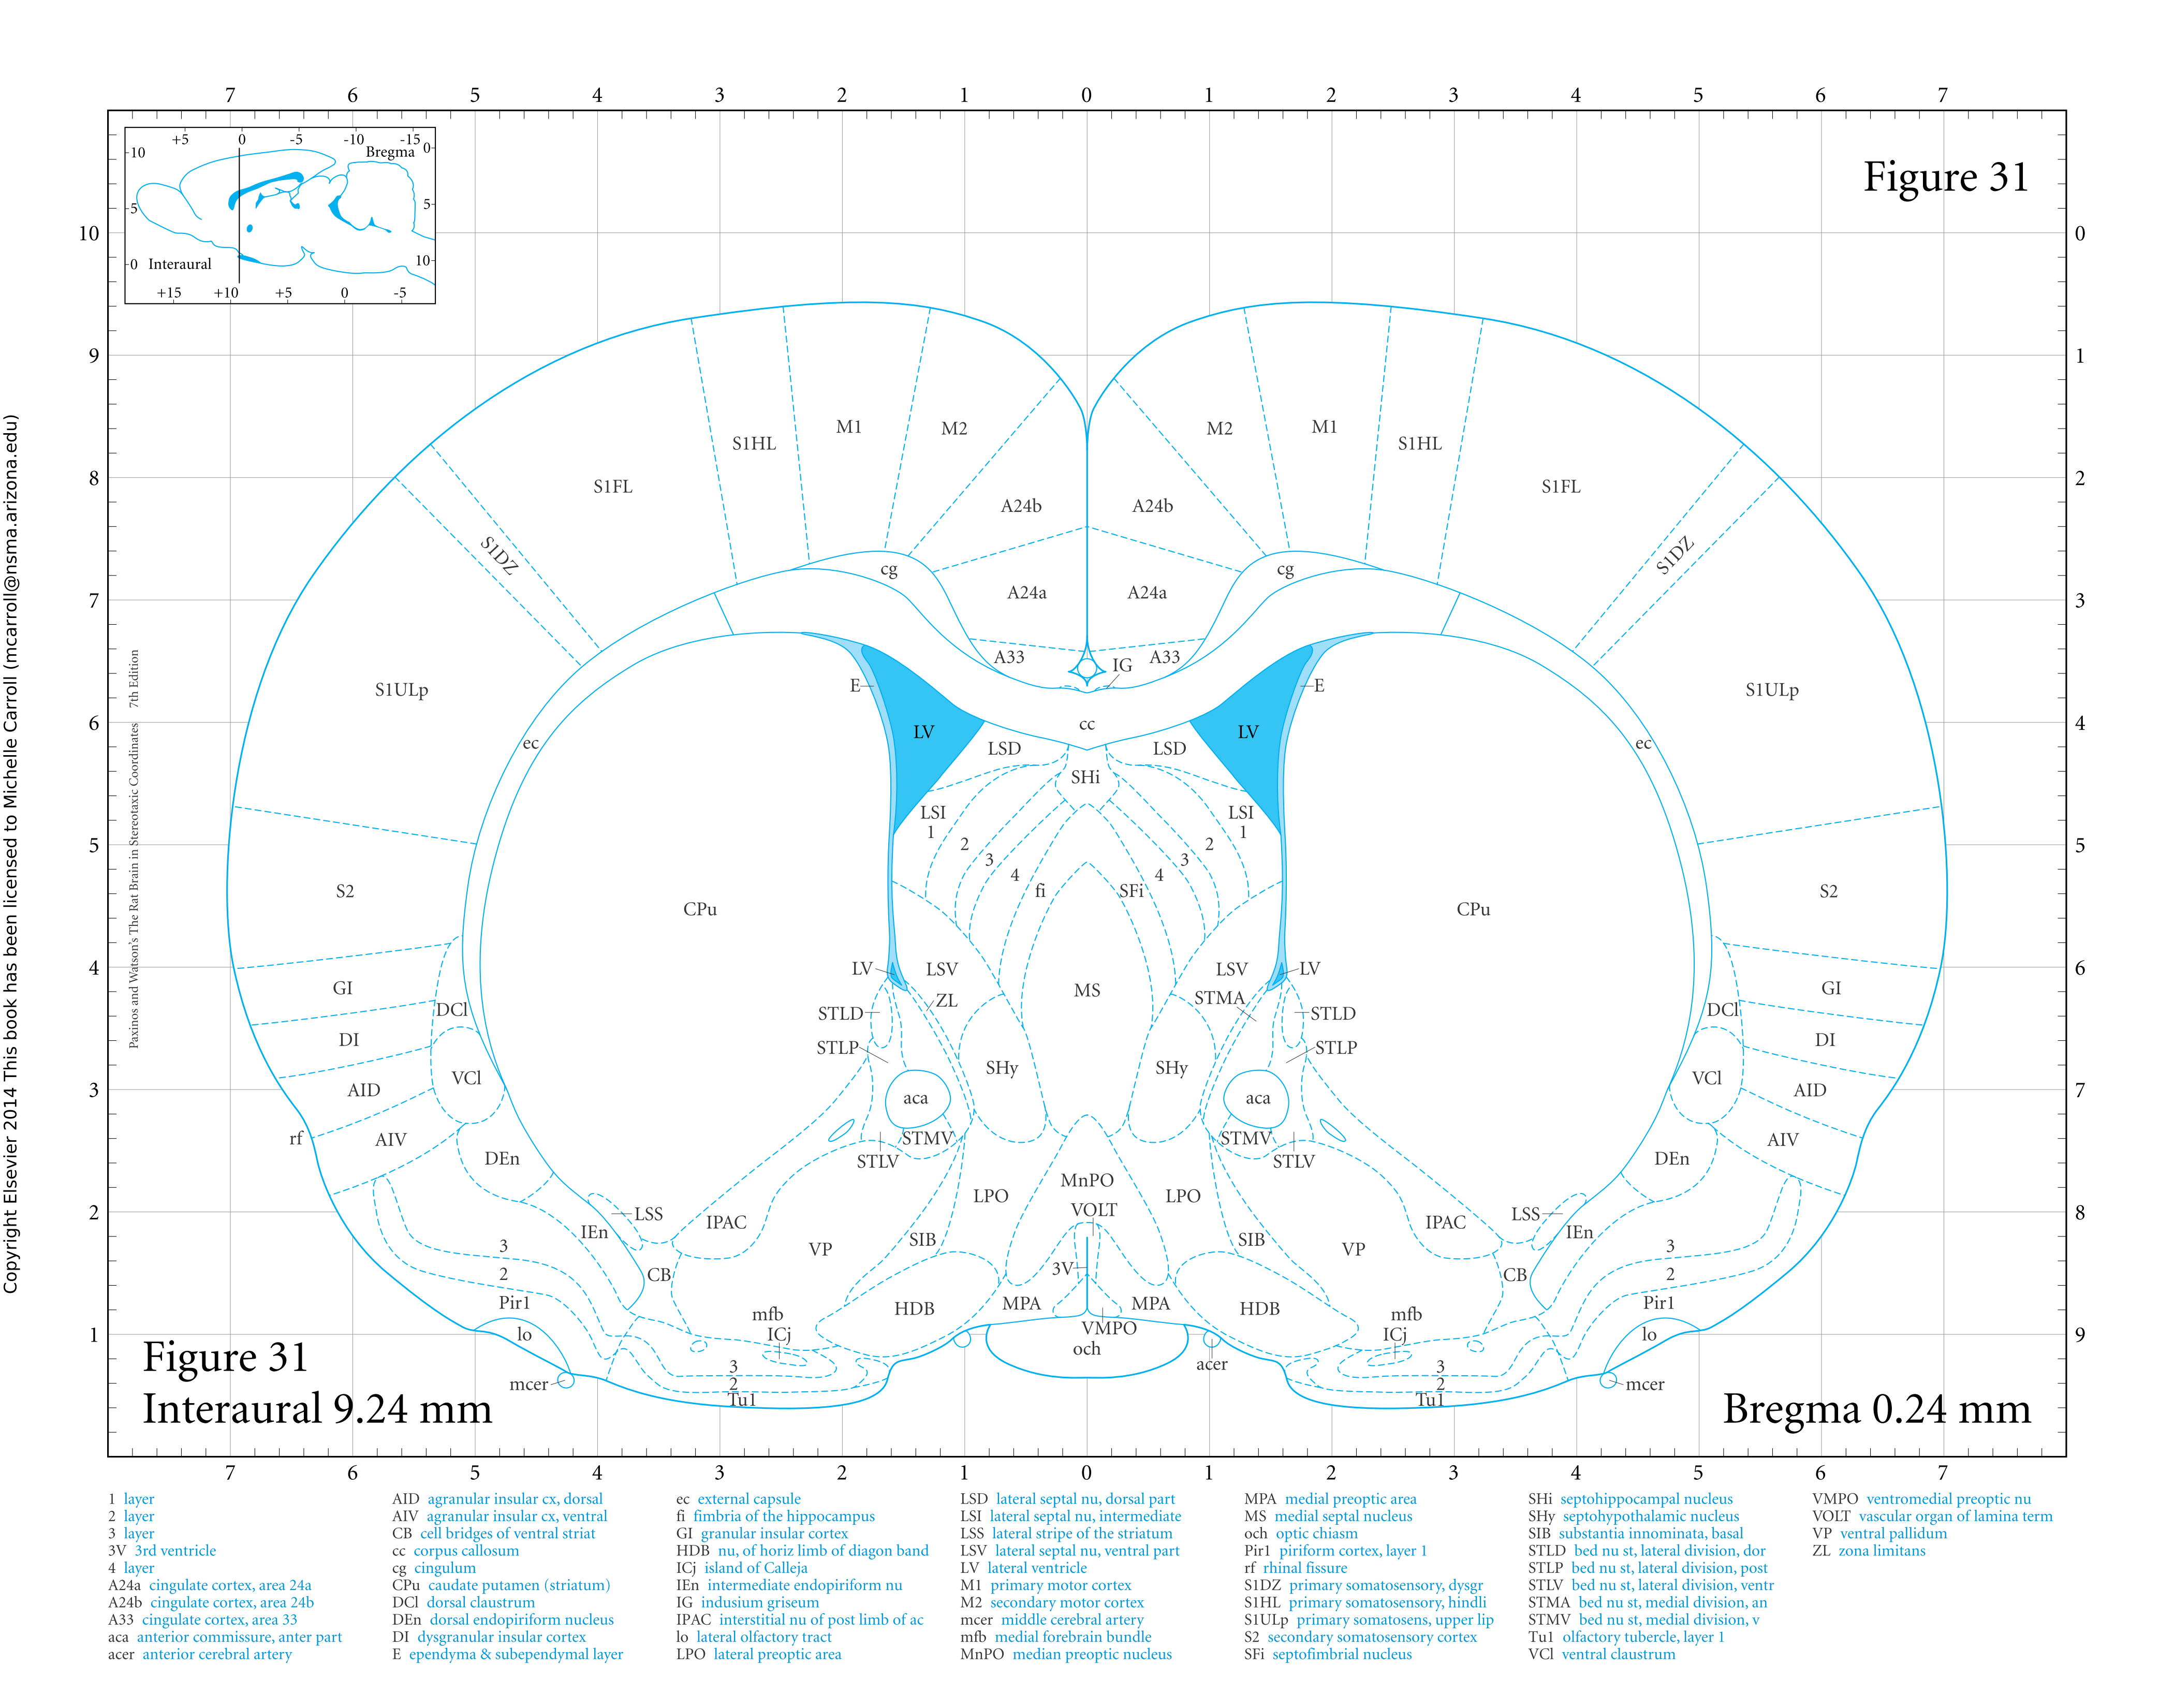 7 6 5 4 3 2 1 0 1 2 3 4 5 6 7
+5 0 -5 -10 -15
Bregma 0
10
5 5
0 Interaural 10
+15 +10 +5 0 -5
Figure 31
10 0
9 1
8 2
7 3
6 4
5 5
4 6
3 7
2 8
1 9
Copyright Elsevier 2014 This book has been licensed to Michelle Carroll (mcarroll@nsma.arizona.edu)
Paxinos and Watson's The Rat Brain in Stereotaxic Coordinates 7th Edition
S1HL M1 M2 M2 M1 S1HL
S1FL A24b A24b S1FL
S1DZ cg cg S1DZ
A24a A24a
A33 IG A33
S1ULp E E S1ULp
ec LV cc LV ec
LSD LSD
SHi
LSI LSI
1 1
2 2
3 3
4 4
S2 CPu fi SFi CPu S2
LV LSV LSV LV
GI MS GI
ZL STMA
DCl STLD STLD DCl
DI STLP STLP DI
VCl SHy SHy VCl
AID aca aca AID
rf AIV STMV STMV AIV
DEn STLV STLV DEn
MnPO
LPO LPO
VOLT
LSS IPAC IPAC LSS
IEn SIB SIB IEn
3 VP VP 3
2 CB 3V CB 2
Pir1 HDB MPA MPA HDB Pir1
mfb mfb
lo ICj VMPO ICj lo
och
3 acer 3
mcer 2 2 mcer
Tu1 Tu1
Figure 31
Interaural 9.24 mm
Bregma 0.24 mm
7 6 5 4 3 2 1 0 1 2 3 4 5 6 7
1 layer
2 layer
3 layer
3V 3rd ventricle
4 layer
A24a cingulate cortex, area 24a
A24b cingulate cortex, area 24b
A33 cingulate cortex, area 33
aca anterior commissure, anter part
acer anterior cerebral artery
AID agranular insular cx, dorsal
AIV agranular insular cx, ventral
CB cell bridges of ventral striat
cc corpus callosum
cg cingulum
CPu caudate putamen (striatum)
DCl dorsal claustrum
DEn dorsal endopiriform nucleus
DI dysgranular insular cortex
E ependyma & subependymal layer
ec external capsule
fi fimbria of the hippocampus
GI granular insular cortex
HDB nu, of horiz limb of diagon band
ICj island of Calleja
IEn intermediate endopiriform nu
IG indusium griseum
IPAC interstitial nu of post limb of ac
lo lateral olfactory tract
LPO lateral preoptic area
LSD lateral septal nu, dorsal part
LSI lateral septal nu, intermediate
LSS lateral stripe of the striatum
LSV lateral septal nu, ventral part
LV lateral ventricle
M1 primary motor cortex
M2 secondary motor cortex
mcer middle cerebral artery
mfb medial forebrain bundle
MnPO median preoptic nucleus
MPA medial preoptic area
MS medial septal nucleus
och optic chiasm
Pir1 piriform cortex, layer 1
rf rhinal fissure
S1DZ primary somatosensory, dysgr
S1HL primary somatosensory, hindli
S1ULp primary somatosens, upper lip
S2 secondary somatosensory cortex
SFi septofimbrial nucleus
SHi septohippocampal nucleus
SHy septohypothalamic nucleus
SIB substantia innominata, basal
STLD bed nu st, lateral division, dor
STLP bed nu st, lateral division, post
STLV bed nu st, lateral division, ventr
STMA bed nu st, medial division, an
STMV bed nu st, medial division, v
Tu1 olfactory tubercle, layer 1
VCl ventral claustrum
VMPO ventromedial preoptic nu
VOLT vascular organ of lamina term
VP ventral pallidum
ZL zona limitans